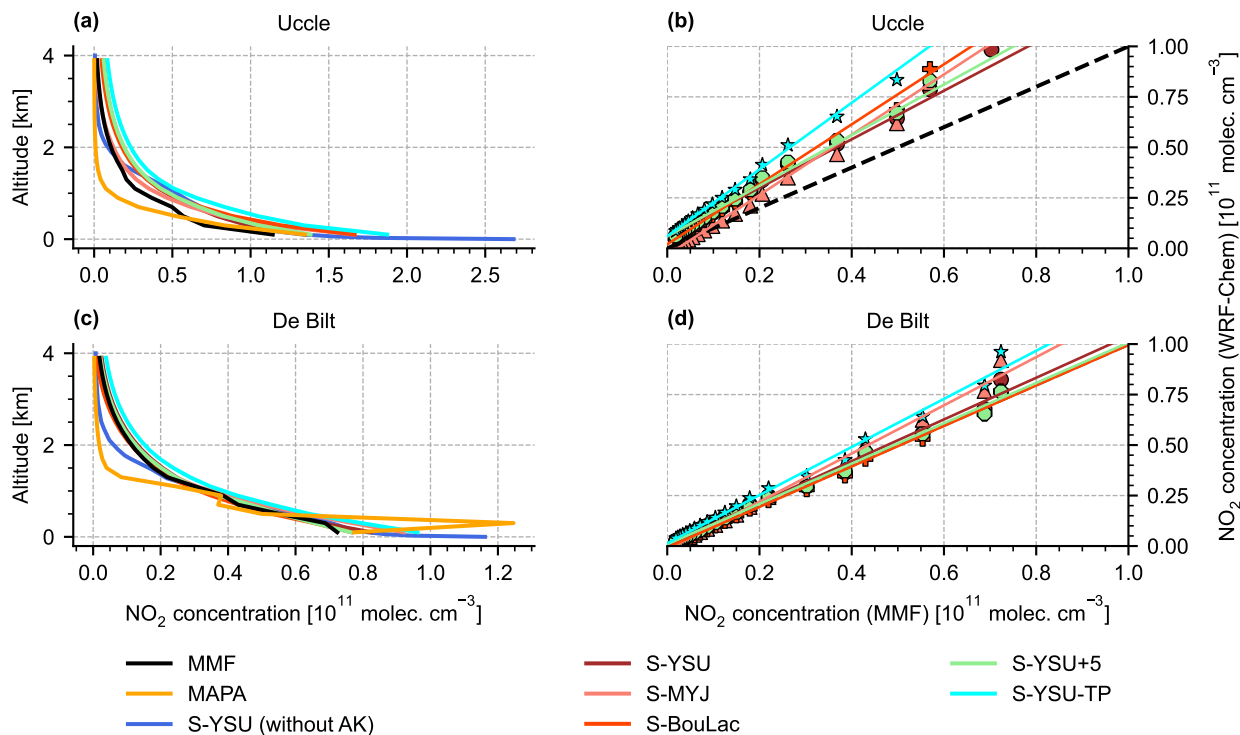 (a) Uccle
4
2
0
Altitude [km]
0.0 0.5 1.0 1.5 2.0 2.5
(b) Uccle
1.00
0.75
0.50
0.25
0.00
0.0 0.2 0.4 0.6 0.8 1.0
(c) De Bilt
4
2
0
Altitude [km]
0.0 0.2 0.4 0.6 0.8 1.0 1.2
NO₂ concentration [10¹¹ molec. cm⁻³]
(d) De Bilt
1.00
0.75
0.50
0.25
0.00
0.0 0.2 0.4 0.6 0.8 1.0
NO₂ concentration (MMF) [10¹¹ molec. cm⁻³]
NO₂ concentration (WRF-Chem) [10¹¹ molec. cm⁻³]
MMF
MAPA
S-YSU (without AK)
S-YSU
S-MYJ
S-BouLac
S-YSU+5
S-YSU-TP